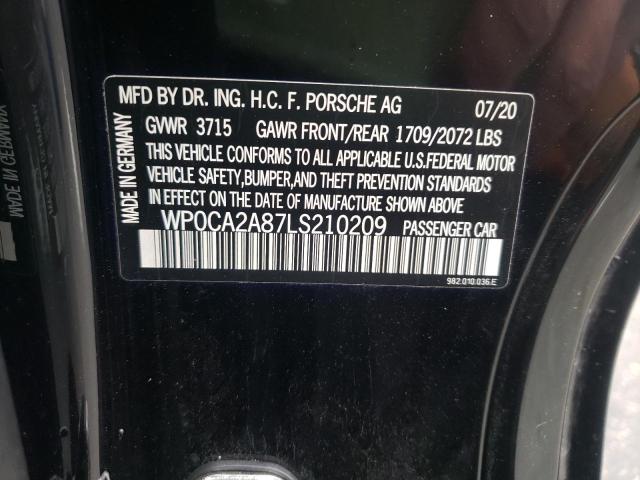 MFD BY DR. ING. H.C. F. PORSCHE AG 07/20
GVWR 3715 GAWR FRONT/REAR 1709/2072 LBS
THIS VEHICLE CONFORMS TO ALL APPLICABLE U.S.FEDERAL MOTOR
VEHICLE SAFETY,BUMPER,AND THEFT PREVENTION STANDARDS
IN EFFECT ON THE DATE OF MANUFACTURE SHOWN ABOVE
WP0CA2A87LS210209 PASSENGER CAR
982.010.036.E
MADE IN GERMANY